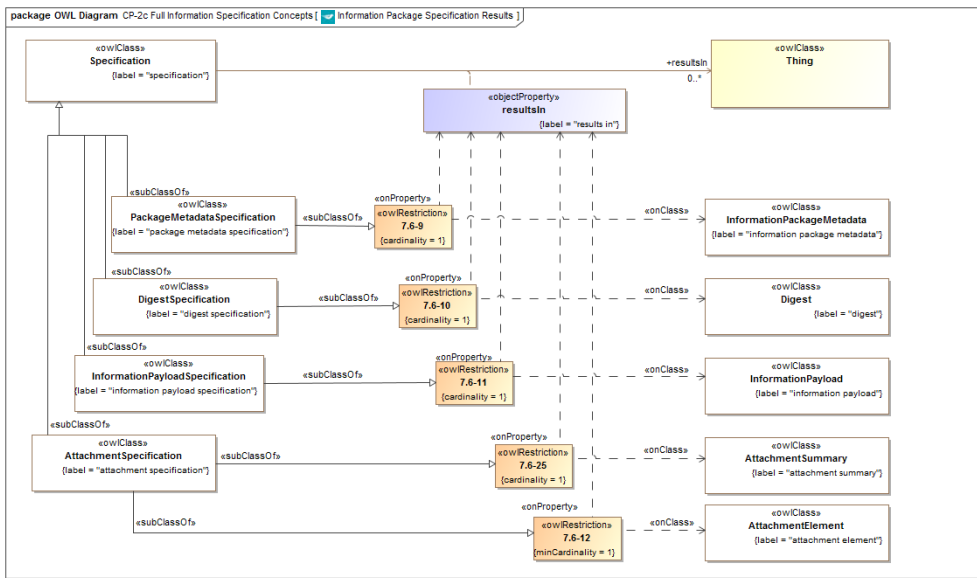 package OWL Diagram CP-2c Full Information Specification Concepts [ Information Package Specification Results ]
«owlClass»
Specification
{label = "specification"}
+resultsIn
0..*
«owlClass»
Thing
«objectProperty»
resultsIn
{label = "results in"}
«subClassOf»
«owlClass»
PackageMetadataSpecification
{label = "package metadata specification"}
«subClassOf»
«onProperty»
«owlRestriction»
7.6-9
{cardinality = 1}
«onClass»
«owlClass»
InformationPackageMetadata
{label = "information package metadata"}
«subClassOf»
«owlClass»
DigestSpecification
{label = "digest specification"}
«subClassOf»
«onProperty»
«owlRestriction»
7.6-10
{cardinality = 1}
«onClass»
«owlClass»
Digest
{label = "digest"}
«subClassOf»
«owlClass»
InformationPayloadSpecification
{label = "information payload specification"}
«subClassOf»
«onProperty»
«owlRestriction»
7.6-11
{cardinality = 1}
«onClass»
«owlClass»
InformationPayload
{label = "information payload"}
«subClassOf»
«owlClass»
AttachmentSpecification
{label = "attachment specification"}
«subClassOf»
«onProperty»
«owlRestriction»
7.6-25
{cardinality = 1}
«onClass»
«owlClass»
AttachmentSummary
{label = "attachment summary"}
«subClassOf»
«onProperty»
«owlRestriction»
7.6-12
{minCardinality = 1}
«onClass»
«owlClass»
AttachmentElement
{label = "attachment element"}